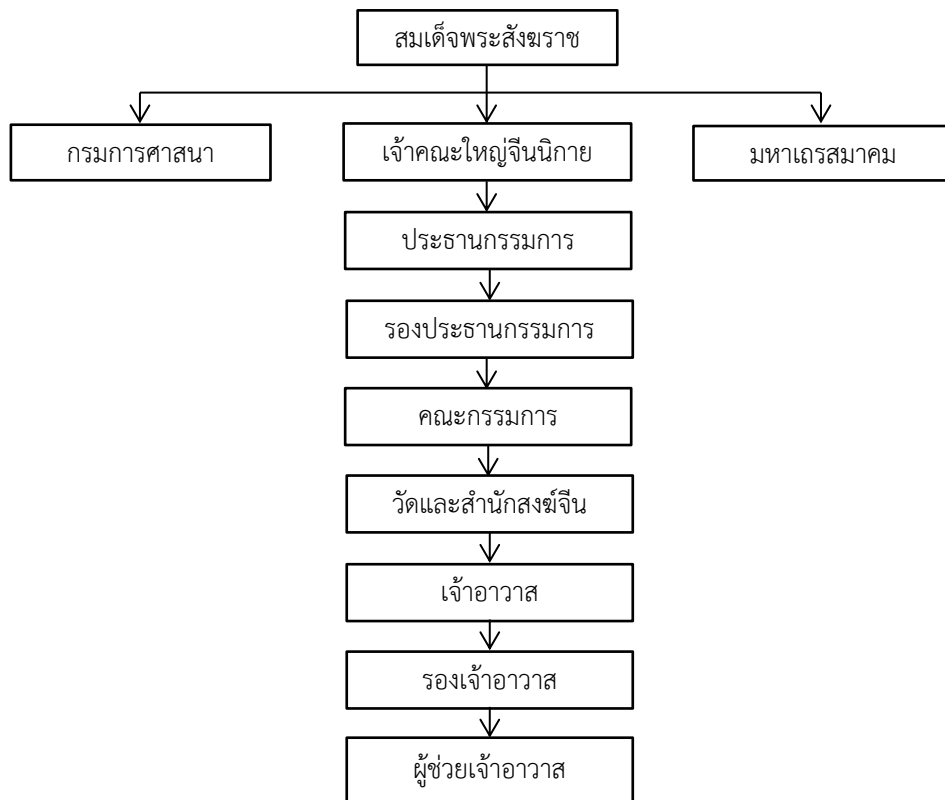 สมเด็จพระสังฆราช
กรมการศาสนา
เจ้าคณะใหญ่จีนนิกาย
มหาเถรสมาคม
ประธานกรรมการ
รองประธานกรรมการ
คณะกรรมการ
วัดและสำนักสงฆ์จีน
เจ้าอาวาส
รองเจ้าอาวาส
ผู้ช่วยเจ้าอาวาส